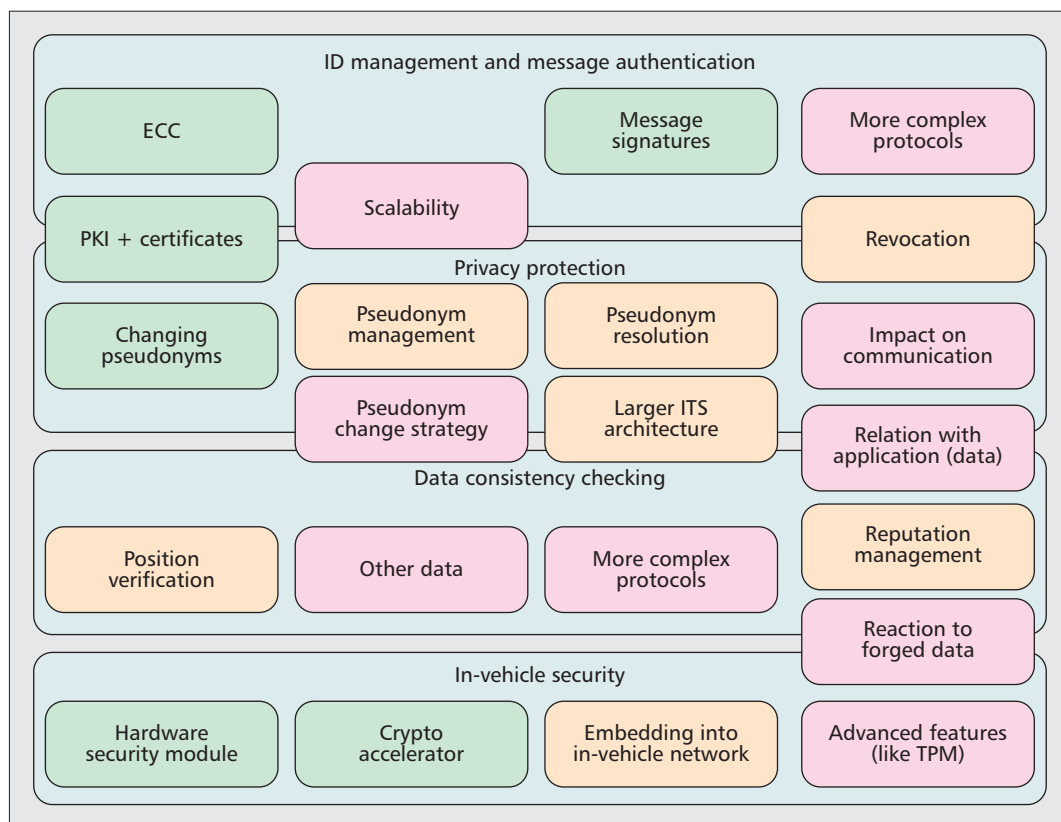 ID management and message authentication
ECC
Message
signatures
More complex
protocols
Scalability
PKI + certificates
Revocation
Privacy protection
Changing
pseudonyms
Pseudonym
management
Pseudonym
resolution
Impact on
communication
Pseudonym
change strategy
Larger ITS
architecture
Relation with
application (data)
Data consistency checking
Position
verification
Other data
More complex
protocols
Reputation
management
Reaction to
forged data
In-vehicle security
Hardware
security module
Crypto
accelerator
Embedding into
in-vehicle network
Advanced features
(like TPM)